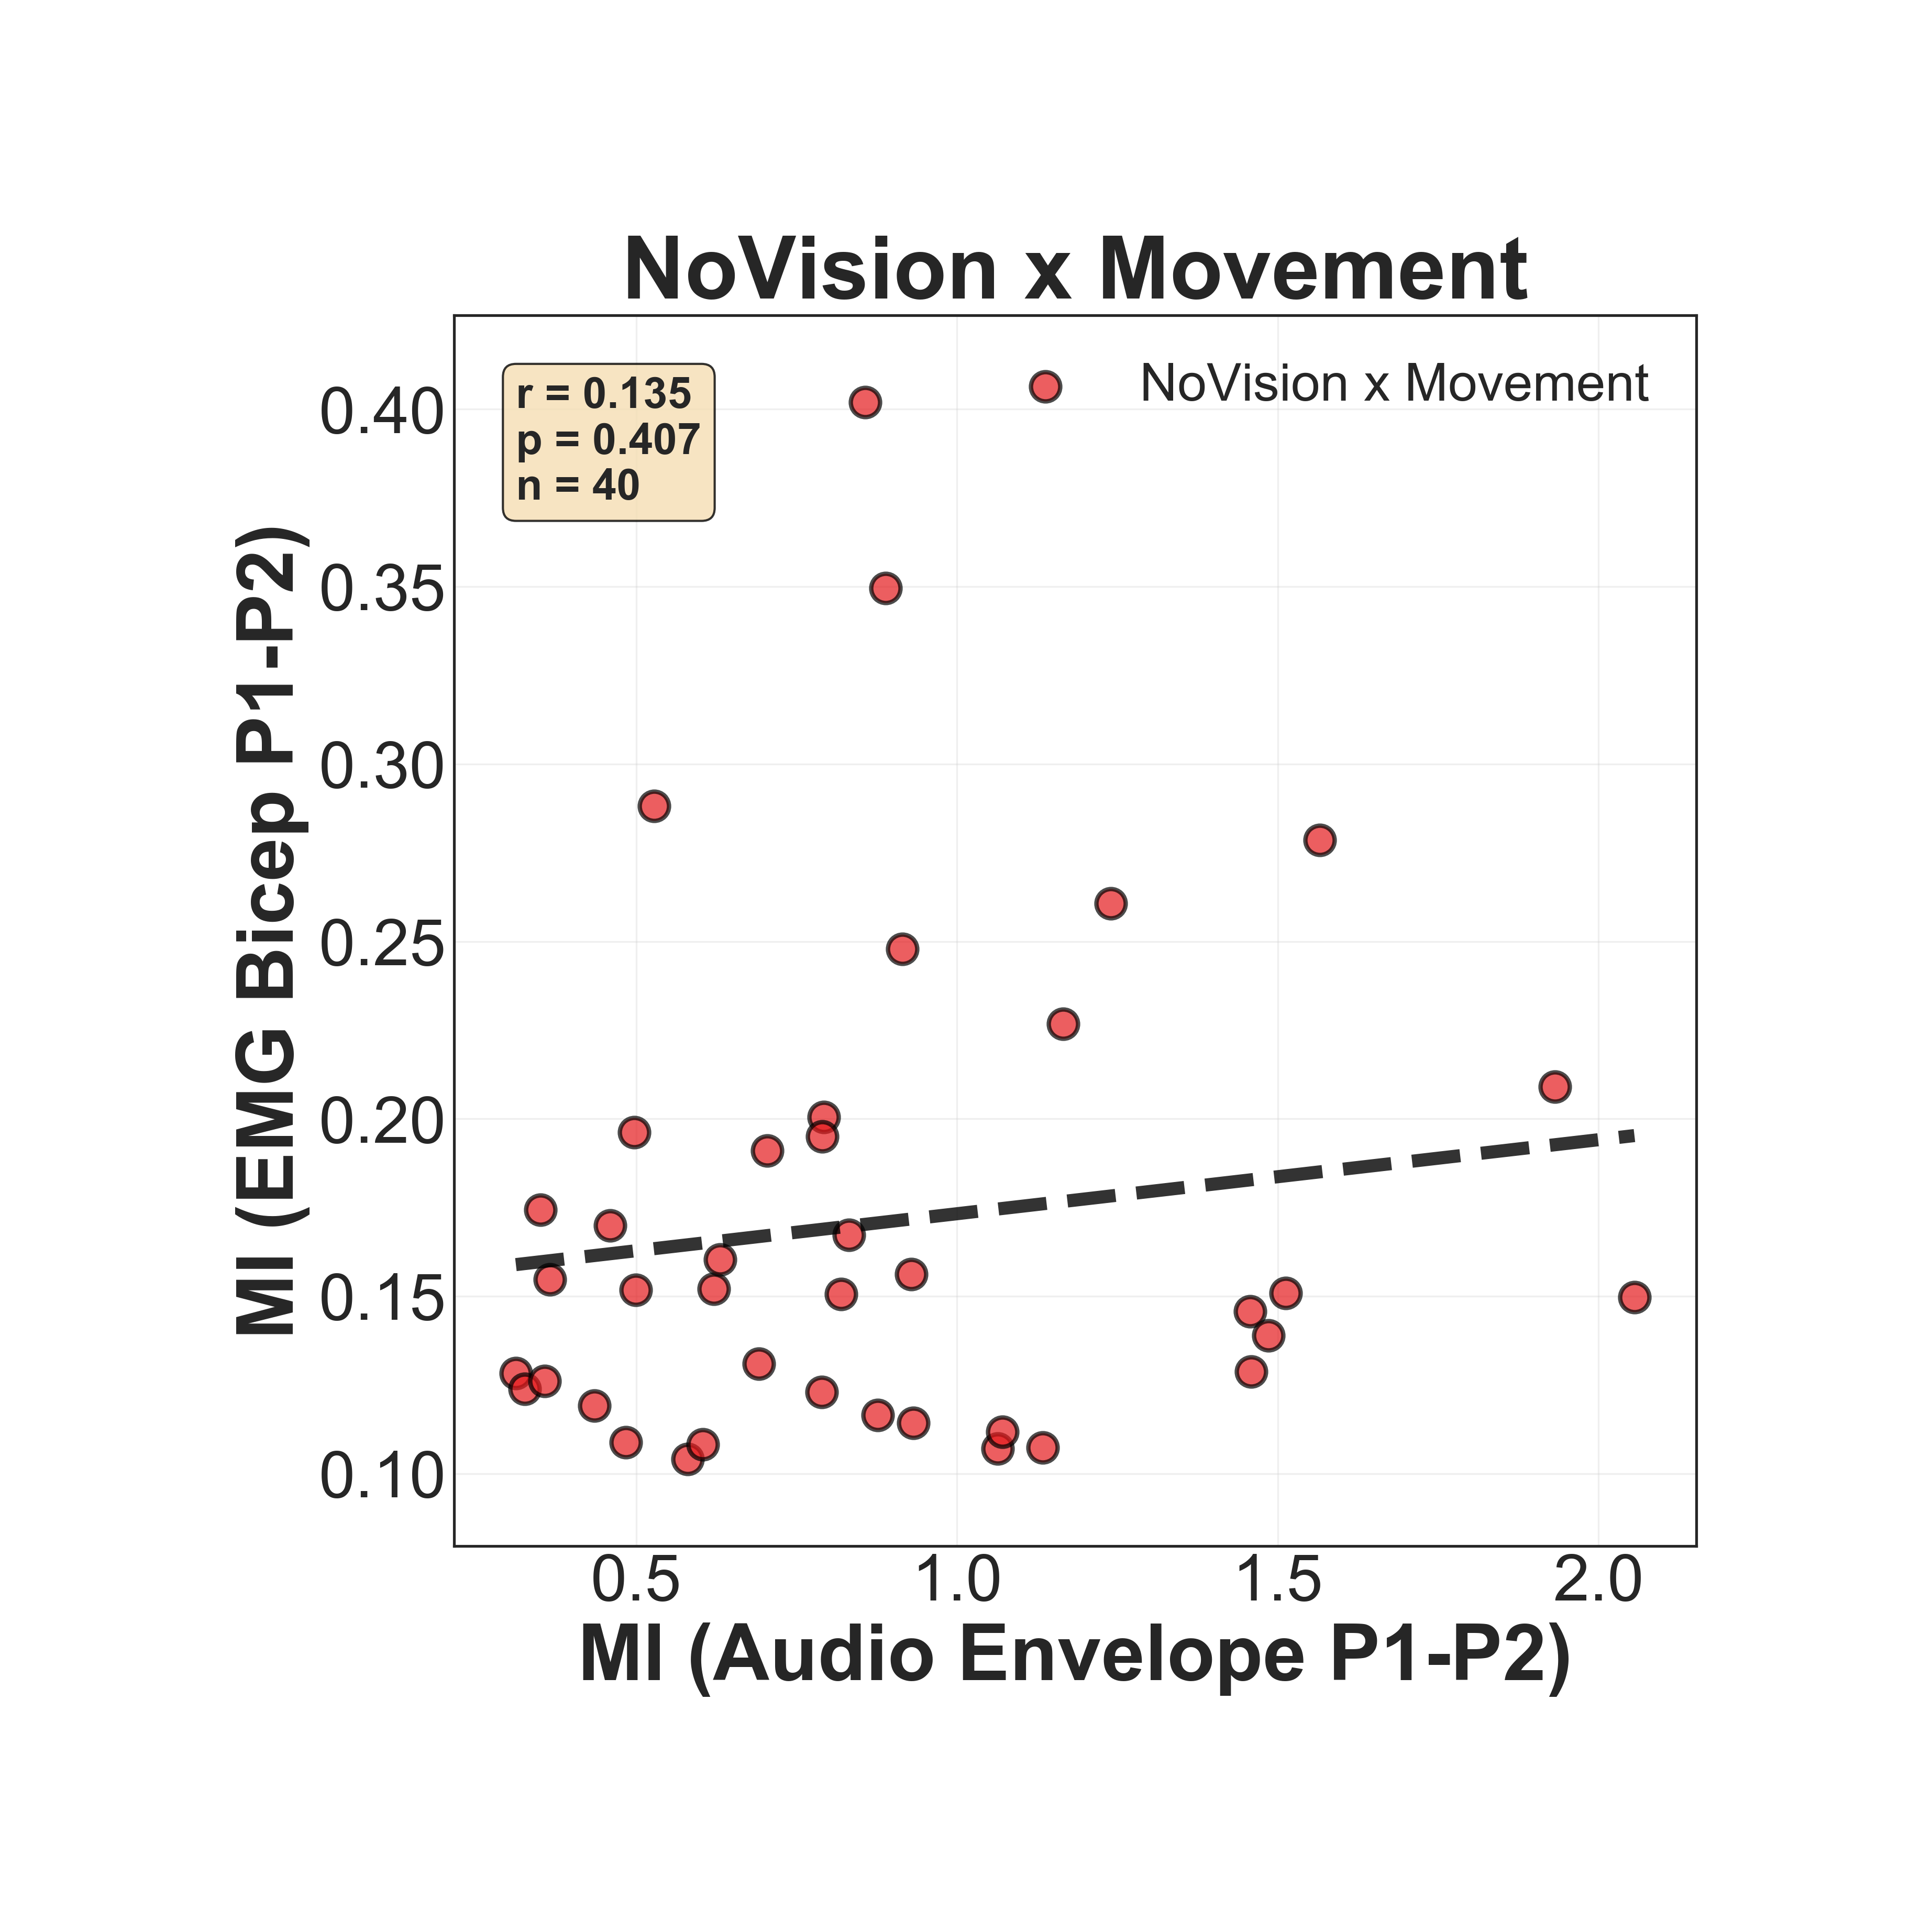 NoVision x Movement
r = 0.135
p = 0.407
n = 40
NoVision x Movement
MI (EMG Bicep P1-P2)
0.40
0.35
0.30
0.25
0.20
0.15
0.10
0.5 1.0 1.5 2.0
MI (Audio Envelope P1-P2)